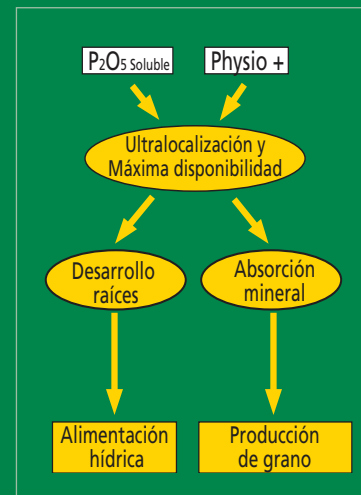 P₂O₅ Soluble
Physio +
Ultralocalización y
Máxima disponibilidad
Desarrollo
raíces
Absorción
mineral
Alimentación
hídrica
Producción
de grano